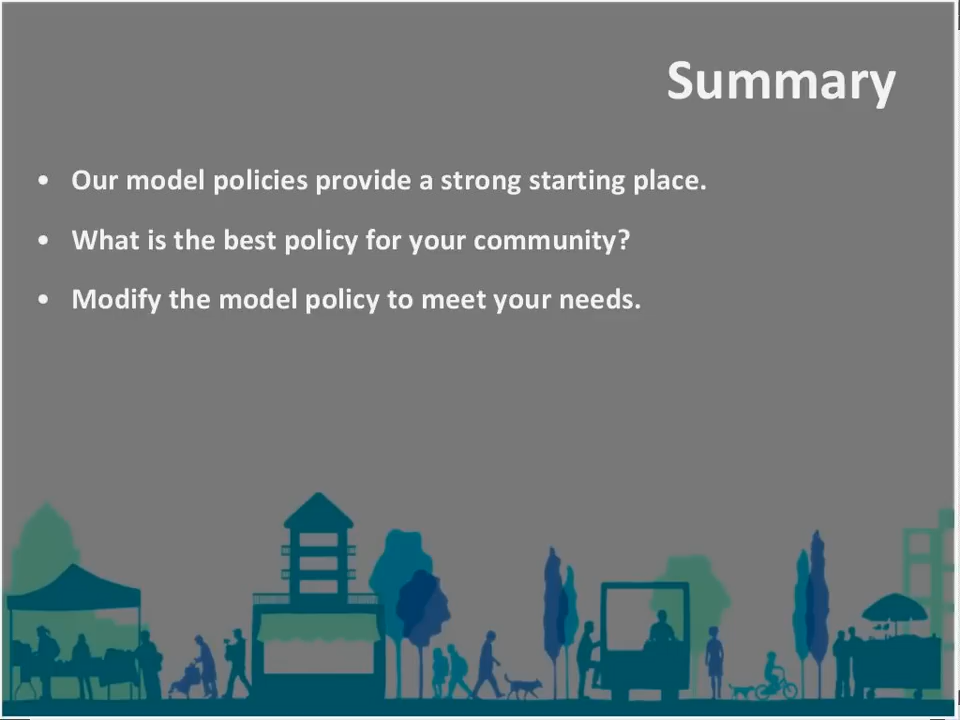 Summary
• Our model policies provide a strong starting place.
• What is the best policy for your community?
• Modify the model policy to meet your needs.